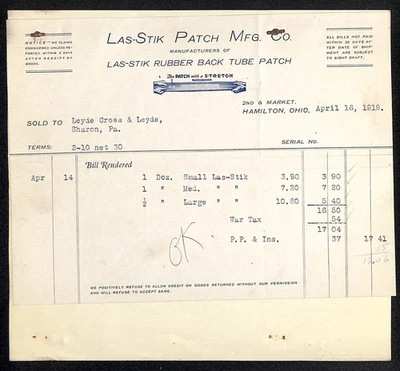 NOTICE - NO CLAIMS
CONSIDERED UNLESS RE-
PORTED WITHIN 5 DAYS
AFTER RECEIPT OF
GOODS.
LAS-STIK PATCH MFG. CO.
MANUFACTURERS OF
LAS-STIK RUBBER BACK TUBE PATCH
The PATCH with a STRETCH
ALL BILLS NOT PAID
WITHIN 30 DAYS AF-
TER DATE OF SHIP-
MENT ARE SUBJECT
TO SIGHT DRAFT.
2ND & MARKET,
HAMILTON, OHIO, April 16, 1919.
SOLD TO Leyde Cross & Leyde,
Sharon, Pa.
TERMS: 2-10 net 30 SERIAL NO.
Bill Rendered
Apr 14 1 Doz. Small Las-Stik 3.90 3 90
1 " Med. " " 7.20 7 20
½ " Large " " 10.80 5 40
16 50
War Tax 54
17 04
P.P. & Ins. 37 17 41
OK
WE POSITIVELY REFUSE TO ALLOW CREDIT ON GOODS RETURNED WITHOUT OUR PERMISSION
AND WILL REFUSE TO ACCEPT SAME.